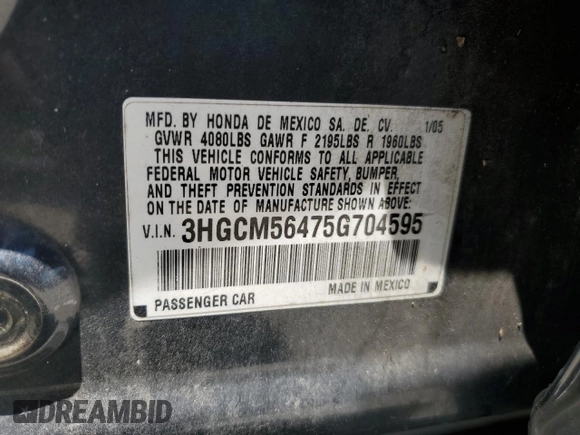 MFD. BY HONDA DE MEXICO SA. DE. CV. 1/05
GVWR 4080LBS GAWR F 2195LBS R 1960LBS
THIS VEHICLE CONFORMS TO ALL APPLICABLE
FEDERAL MOTOR VEHICLE SAFETY, BUMPER,
AND THEFT PREVENTION STANDARDS IN EFFECT
ON THE DATE OF MANUFACTURE SHOWN ABOVE:
V.I.N. 3HGCM56475G704595
PASSENGER CAR MADE IN MEXICO
DREAMBID